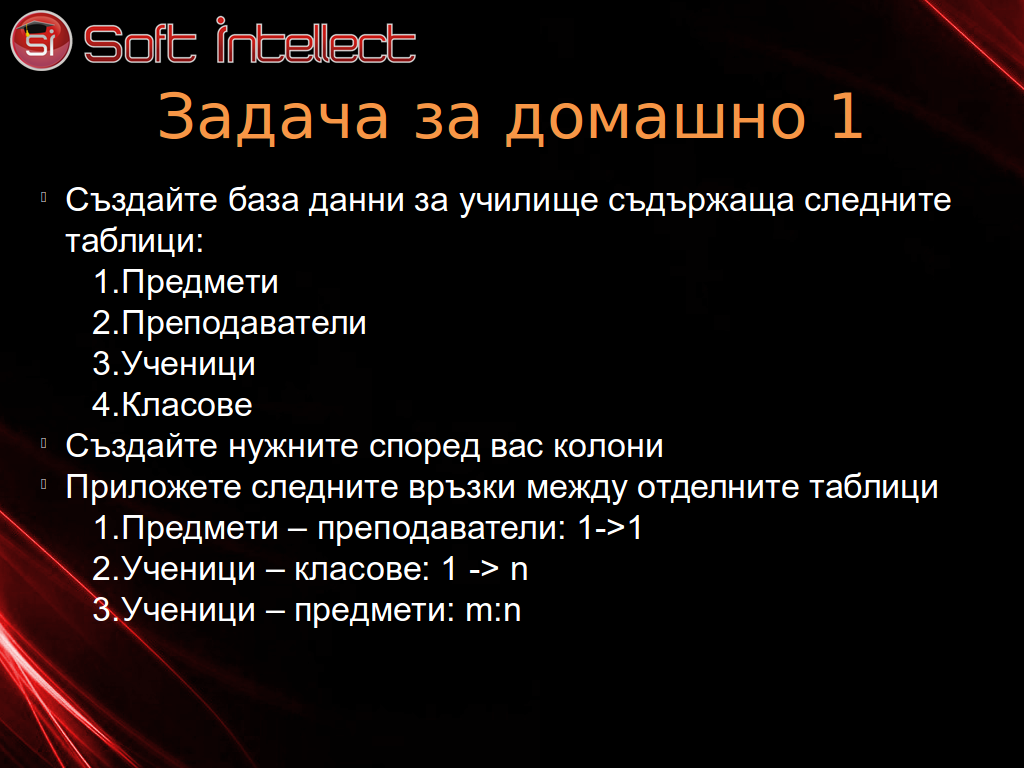 Si Soft Intellect
Задача за домашно 1
Създайте база данни за училище съдържаща следните
таблици:
1.Предмети
2.Преподаватели
3.Ученици
4.Класове
Създайте нужните според вас колони
Приложете следните връзки между отделните таблици
1.Предмети – преподаватели: 1->1
2.Ученици – класове: 1 -> n
3.Ученици – предмети: m:n